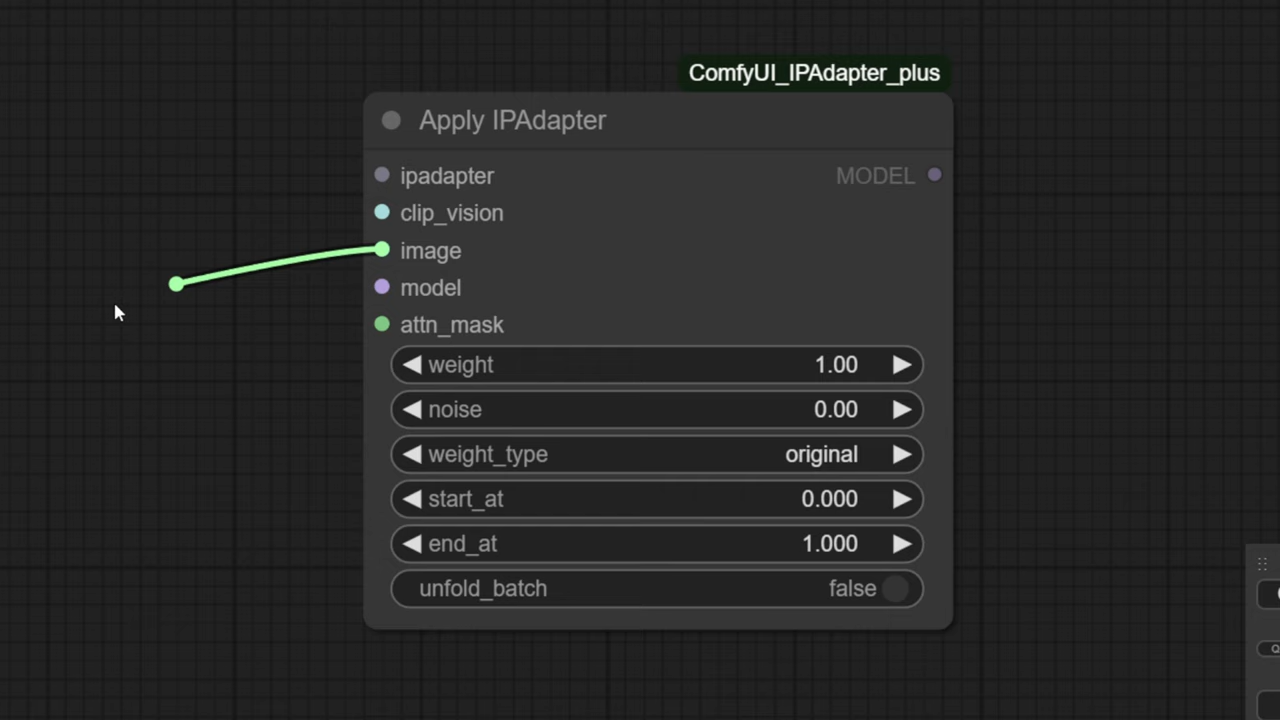 ComfyUI_IPAdapter_plus
Apply IPAdapter
ipadapter MODEL
clip_vision
image
model
attn_mask
weight 1.00
noise 0.00
weight_type original
start_at 0.000
end_at 1.000
unfold_batch false